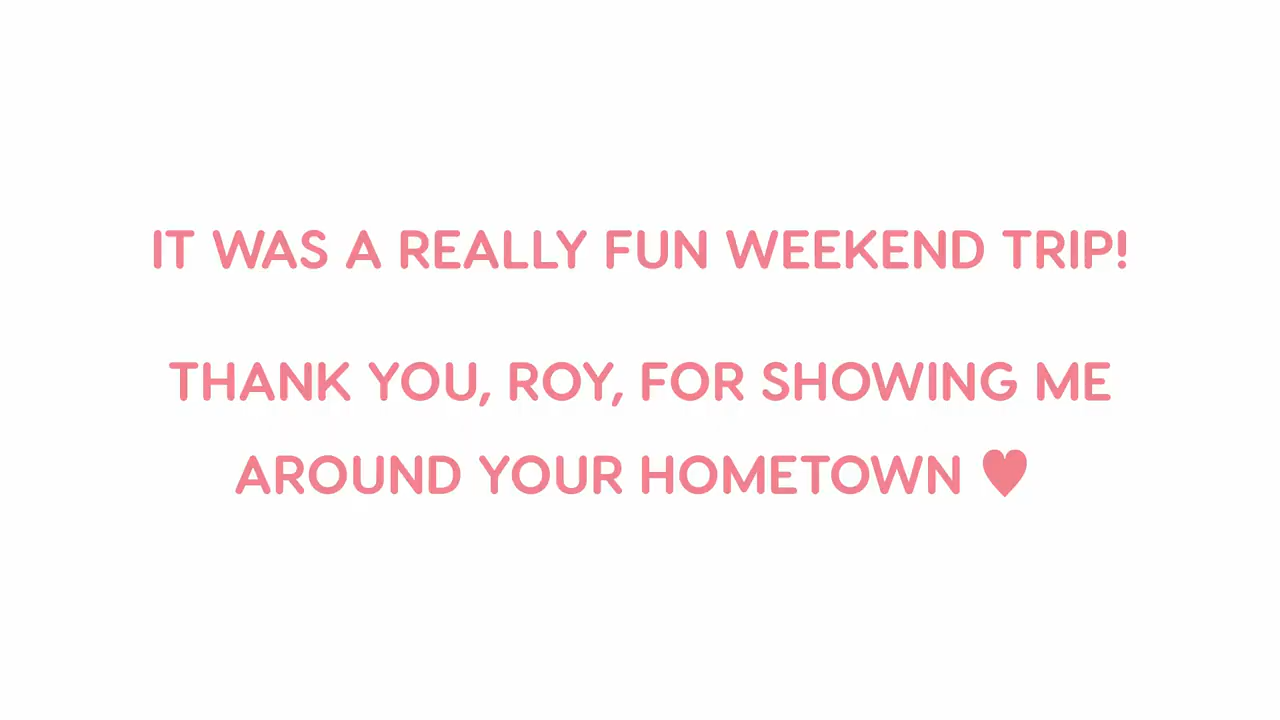 IT WAS A REALLY FUN WEEKEND TRIP!
THANK YOU, ROY, FOR SHOWING ME
AROUND YOUR HOMETOWN ♥